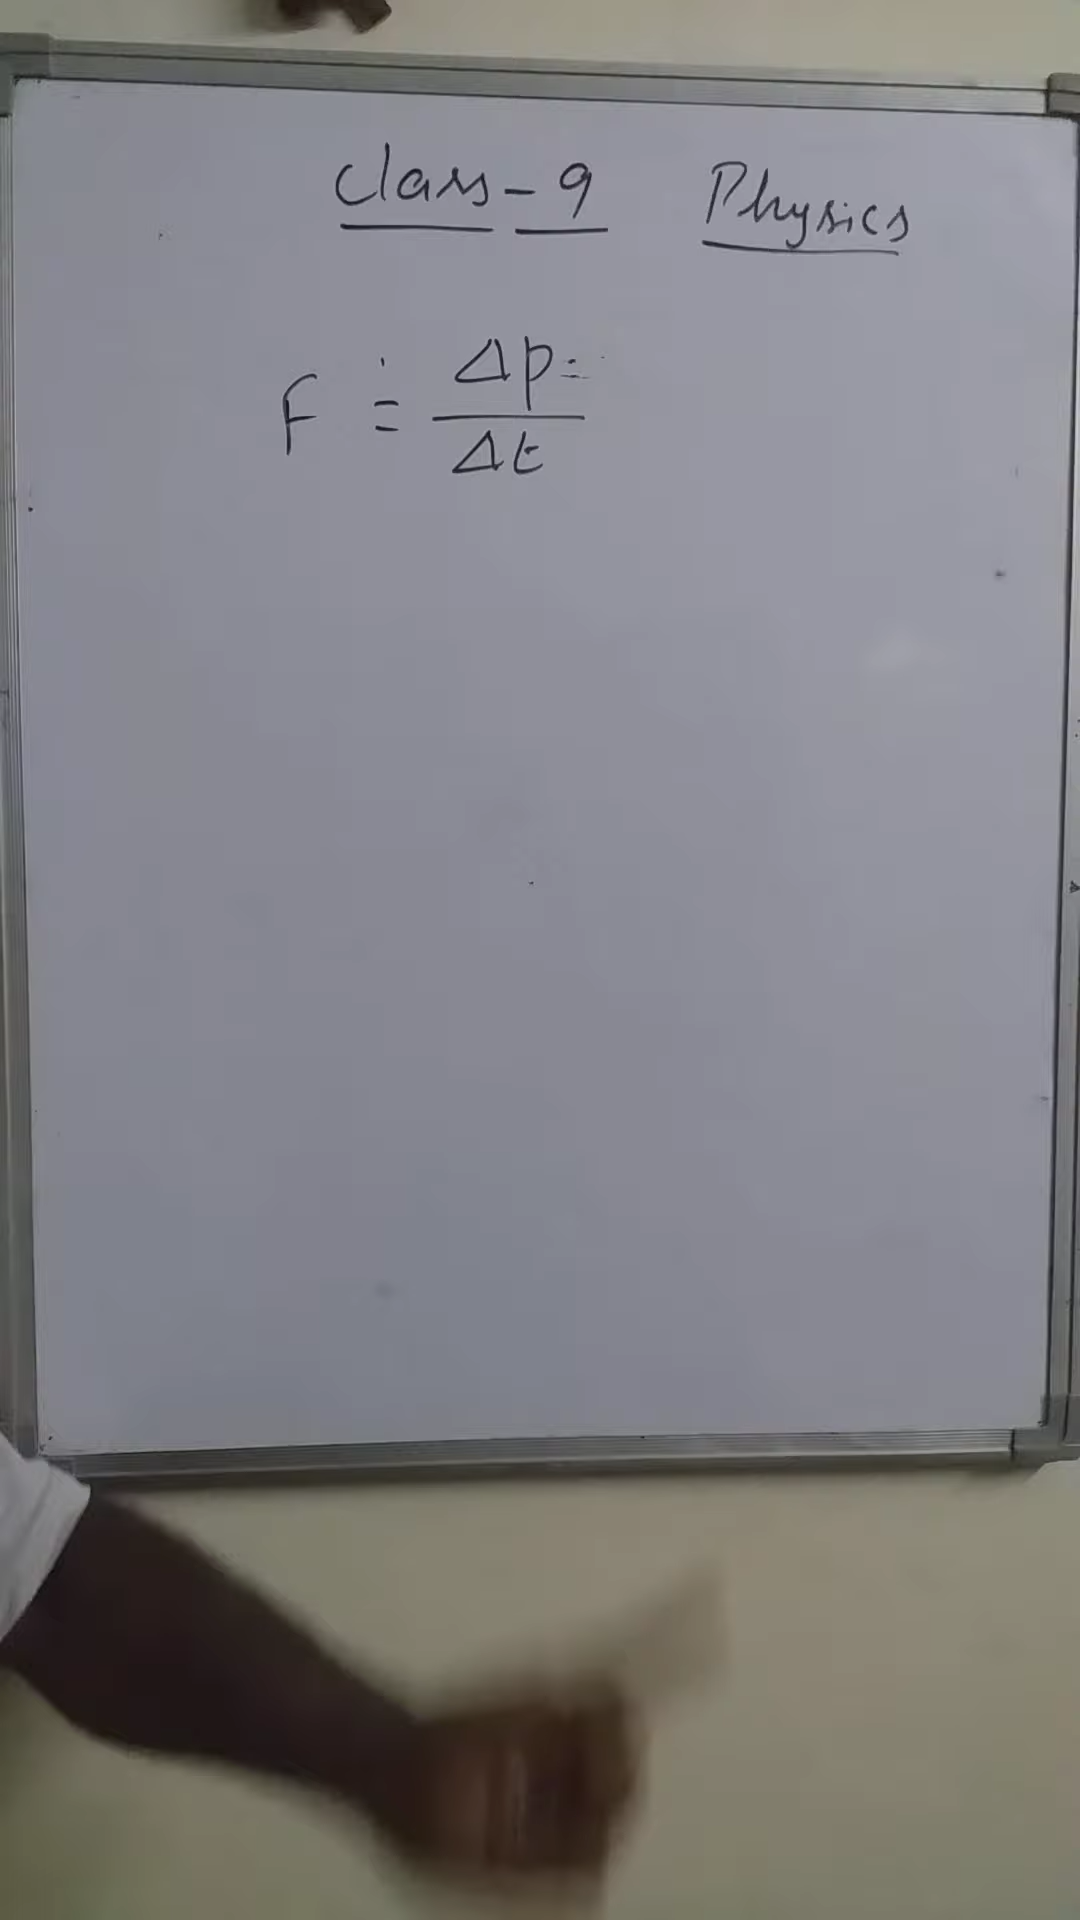 Class - 9 Physics
F = Δp / Δt